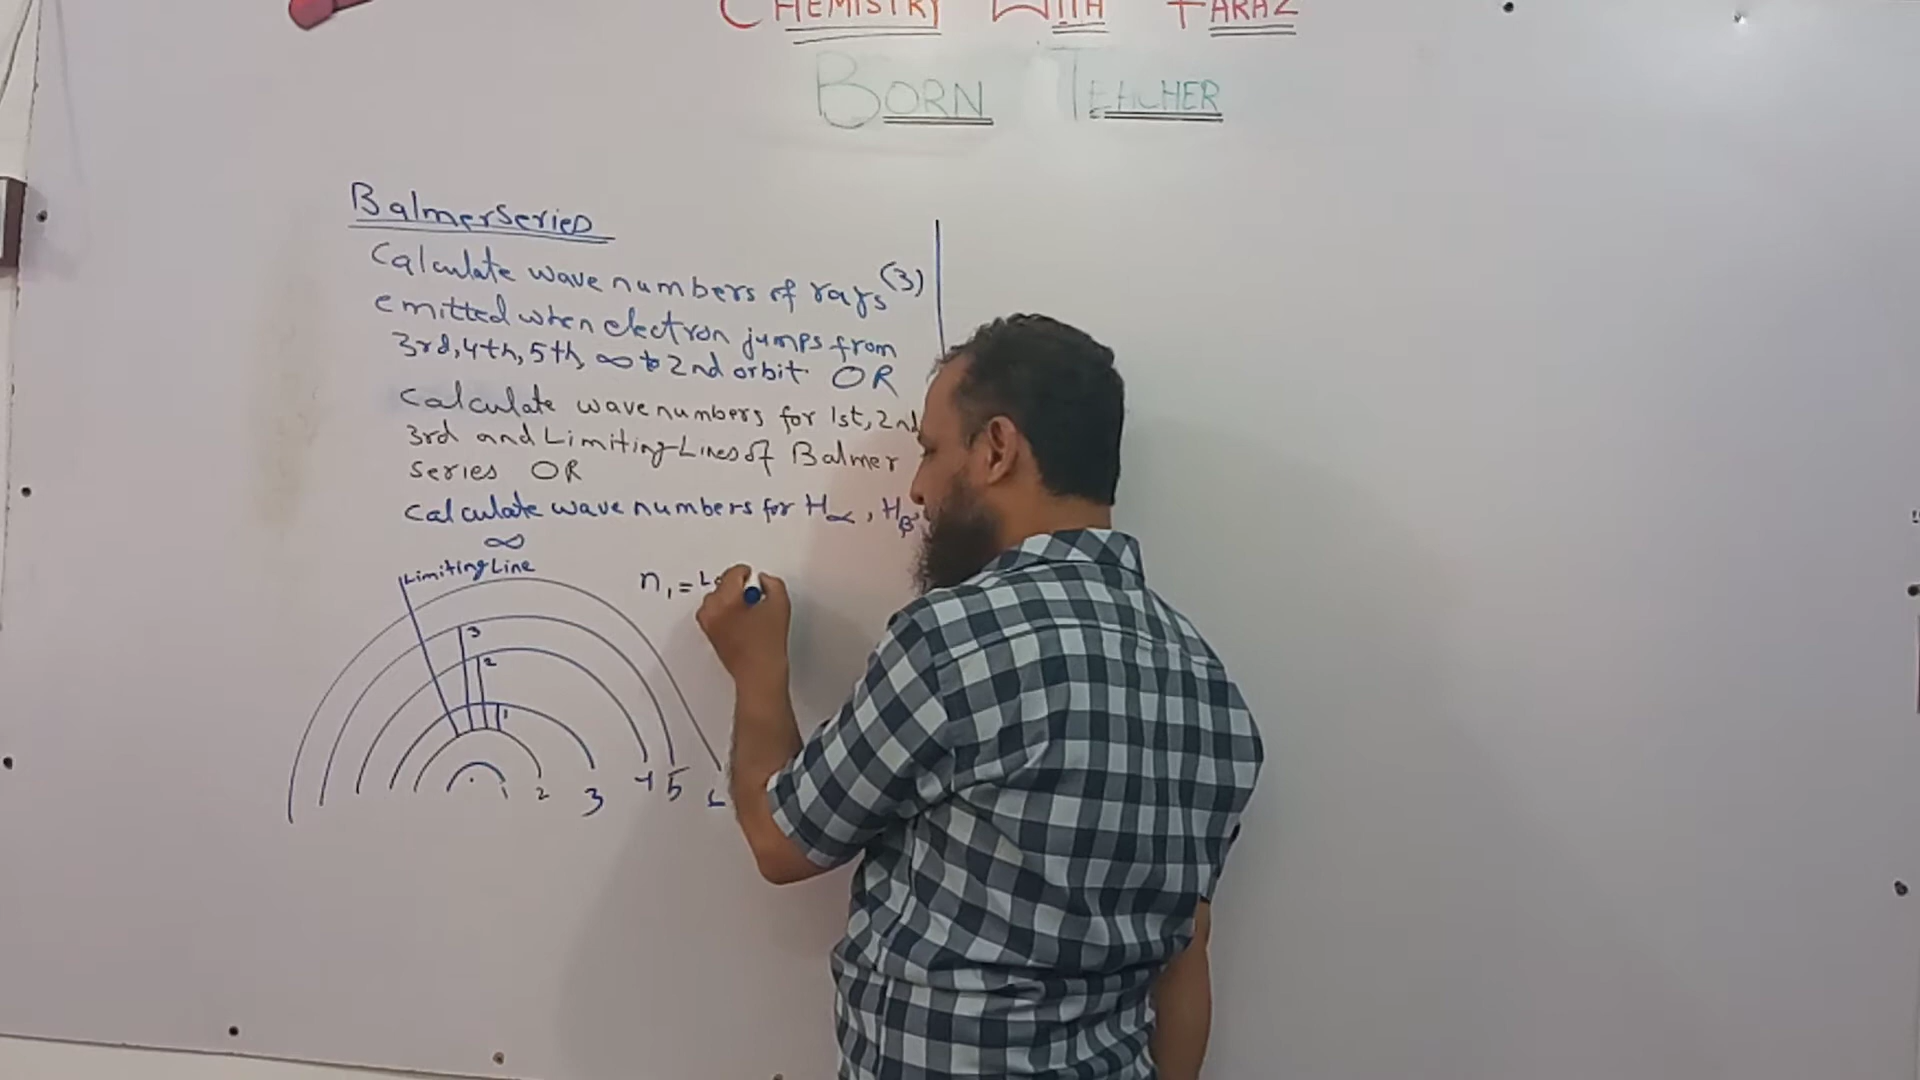 CHEMISTRY WITH FARAZ
BORN TEACHER
Balmer Series
Calculate wave numbers of rays (3)
emitted when electron jumps from
3rd, 4th, 5th, ∞ to 2nd orbit. OR
Calculate wave numbers for 1st, 2nd
3rd and Limiting Lines of Balmer
series OR
Calculate wave numbers for Hα, Hβ,
∞
Limiting Line
n₁ =
3
2
1
1 2 3 4 5